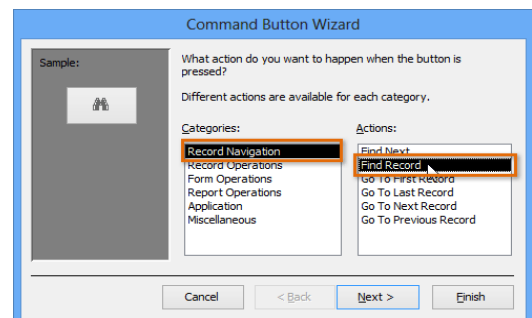 Command Button Wizard
Sample:
What action do you want to happen when the button is
pressed?
Different actions are available for each category.
Categories:
Record Navigation
Record Operations
Form Operations
Report Operations
Application
Miscellaneous
Actions:
Find Next
Find Record
Go To First Record
Go To Last Record
Go To Next Record
Go To Previous Record
Cancel
< Back
Next >
Finish